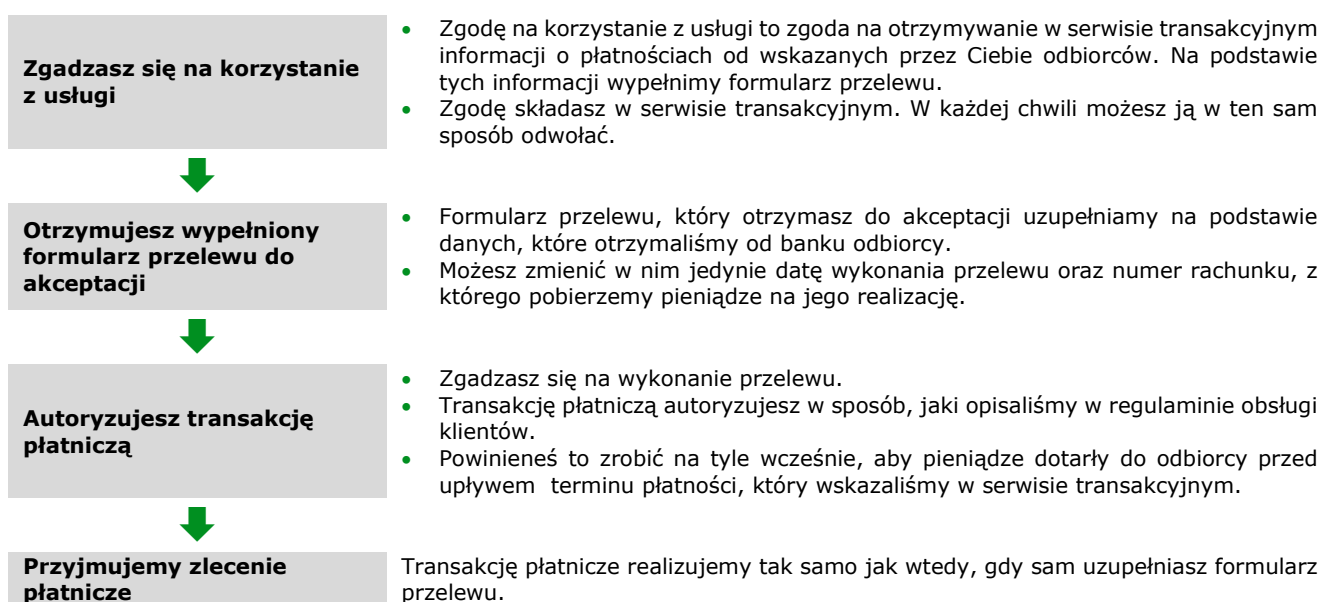 Zgadzasz się na korzystanie
z usługi
• Zgodę na korzystanie z usługi to zgoda na otrzymywanie w serwisie transakcyjnym
informacji o płatnościach od wskazanych przez Ciebie odbiorców. Na podstawie
tych informacji wypełnimy formularz przelewu.
• Zgodę składasz w serwisie transakcyjnym. W każdej chwili możesz ją w ten sam
sposób odwołać.
Otrzymujesz wypełniony
formularz przelewu do
akceptacji
• Formularz przelewu, który otrzymasz do akceptacji uzupełniamy na podstawie
danych, które otrzymaliśmy od banku odbiorcy.
• Możesz zmienić w nim jedynie datę wykonania przelewu oraz numer rachunku, z
którego pobierzemy pieniądze na jego realizację.
Autoryzujesz transakcję
płatniczą
• Zgadzasz się na wykonanie przelewu.
• Transakcję płatniczą autoryzujesz w sposób, jaki opisaliśmy w regulaminie obsługi
klientów.
• Powinieneś to zrobić na tyle wcześnie, aby pieniądze dotarły do odbiorcy przed
upływem terminu płatności, który wskazaliśmy w serwisie transakcyjnym.
Przyjmujemy zlecenie
płatnicze
Transakcję płatnicze realizujemy tak samo jak wtedy, gdy sam uzupełniasz formularz
przelewu.